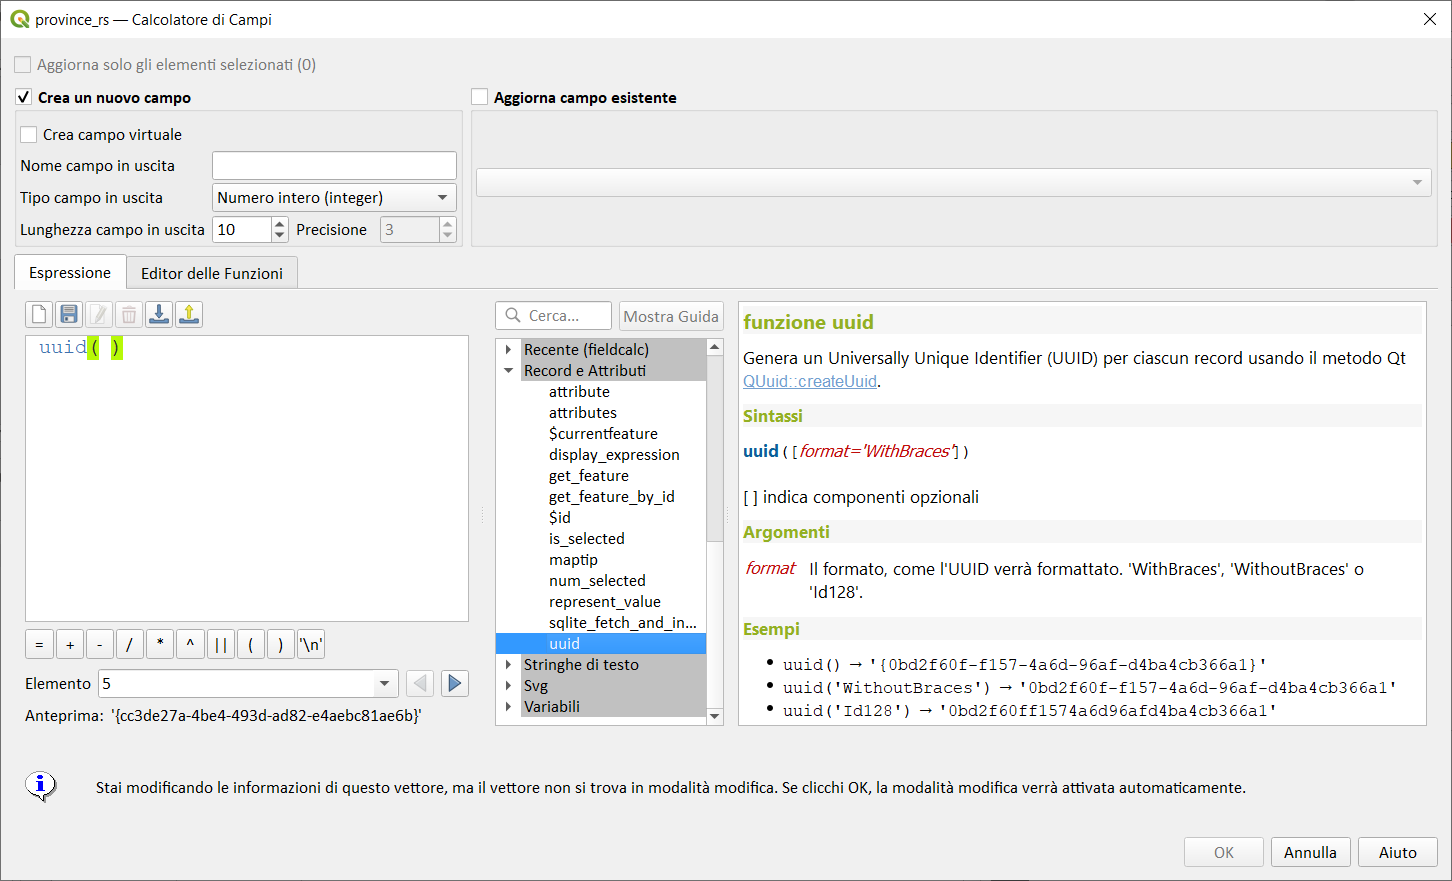 province_rs — Calcolatore di Campi
Aggiorna solo gli elementi selezionati (0)
Crea un nuovo campo
Aggiorna campo esistente
Crea campo virtuale
Nome campo in uscita
Tipo campo in uscita
Numero intero (integer)
Lunghezza campo in uscita
10
Precisione
3
Espressione
Editor delle Funzioni
Cerca...
Mostra Guida
uuid( )
Recente (fieldcalc)
Record e Attributi
attribute
attributes
$currentfeature
display_expression
get_feature
get_feature_by_id
$id
is_selected
maptip
num_selected
represent_value
sqlite_fetch_and_in...
uuid
Stringhe di testo
Svg
Variabili
funzione uuid
Genera un Universally Unique Identifier (UUID) per ciascun record usando il metodo Qt
QUuid::createUuid.
Sintassi
uuid([format='WithBraces'])
[ ] indica componenti opzionali
Argomenti
format Il formato, come l'UUID verrà formattato. 'WithBraces', 'WithoutBraces' o
'Id128'.
Esempi
• uuid() → '{0bd2f60f-f157-4a6d-96af-d4ba4cb366a1}'
• uuid('WithoutBraces') → '0bd2f60f-f157-4a6d-96af-d4ba4cb366a1'
• uuid('Id128') → '0bd2f60ff1574a6d96afd4ba4cb366a1'
= + - / * ^ || ( ) '\n'
Elemento
5
Anteprima: '{cc3de27a-4be4-493d-ad82-e4aebc81ae6b}'
Stai modificando le informazioni di questo vettore, ma il vettore non si trova in modalità modifica. Se clicchi OK, la modalità modifica verrà attivata automaticamente.
OK
Annulla
Aiuto